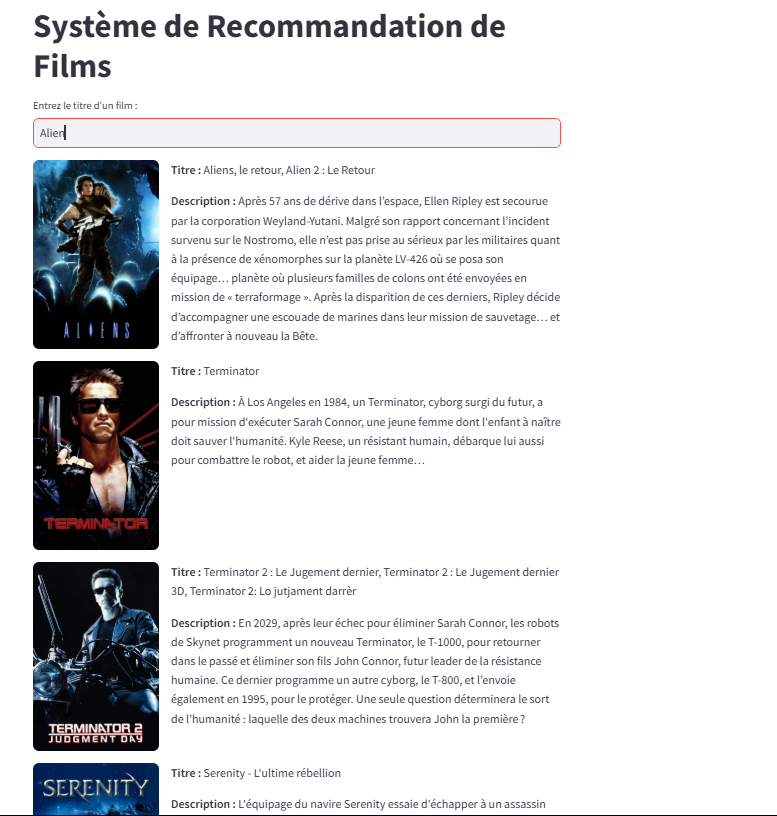 Système de Recommandation de
Films
Entrez le titre d'un film :
Alien
Titre : Aliens, le retour, Alien 2 : Le Retour
Description : Après 57 ans de dérive dans l'espace, Ellen Ripley est secourue
par la corporation Weyland-Yutani. Malgré son rapport concernant l'incident
survenu sur le Nostromo, elle n'est pas prise au sérieux par les militaires quant
à la présence de xénomorphes sur la planète LV-426 où se posa son
équipage… planète où plusieurs familles de colons ont été envoyées en
mission de « terraformage ». Après la disparition de ces derniers, Ripley décide
d'accompagner une escouade de marines dans leur mission de sauvetage… et
d'affronter à nouveau la Bête.
ALIENS
Titre : Terminator
Description : À Los Angeles en 1984, un Terminator, cyborg surgi du futur, a
pour mission d'exécuter Sarah Connor, une jeune femme dont l'enfant à naître
doit sauver l'humanité. Kyle Reese, un résistant humain, débarque lui aussi
pour combattre le robot, et aider la jeune femme…
TERMINATOR
Titre : Terminator 2 : Le Jugement dernier, Terminator 2 : Le Jugement dernier
3D, Terminator 2: Lo jutjament darrèr
Description : En 2029, après leur échec pour éliminer Sarah Connor, les robots
de Skynet programment un nouveau Terminator, le T-1000, pour retourner
dans le passé et éliminer son fils John Connor, futur leader de la résistance
humaine. Ce dernier programme un autre cyborg, le T-800, et l'envoie
également en 1995, pour le protéger. Une seule question déterminera le sort
de l'humanité : laquelle des deux machines trouvera John la première ?
TERMINATOR 2
JUDGMENT DAY
Titre : Serenity - L'ultime rébellion
SERENITY
Description : L'équipage du navire Serenity essaie d'échapper à un assassin